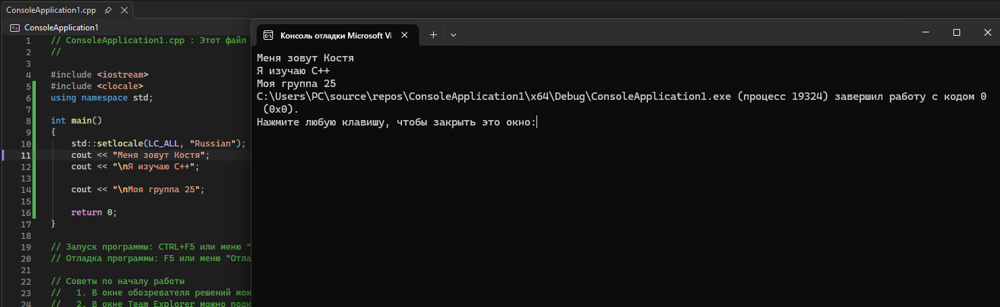 ConsoleApplication1.cpp
ConsoleApplication1
1 // ConsoleApplication1.cpp : Этот файл
2 //
3
4 #include <iostream>
5 #include <clocale>
6 using namespace std;
7
8 int main()
9 {
10 std::setlocale(LC_ALL, "Russian");
11 cout << "Меня зовут Костя";
12 cout << "\nЯ изучаю C++";
13
14 cout << "\nМоя группа 25";
15
16 return 0;
17 }
18
19 // Запуск программы: CTRL+F5 или меню "
20 // Отладка программы: F5 или меню "Отла
21
22 // Советы по началу работы
23 // 1. В окне обозревателя решений мож
24 // 2. В окне Team Explorer можно подк
Консоль отладки Microsoft Vi
Меня зовут Костя
Я изучаю C++
Моя группа 25
C:\Users\PC\source\repos\ConsoleApplication1\x64\Debug\ConsoleApplication1.exe (процесс 19324) завершил работу с кодом 0
(0x0).
Нажмите любую клавишу, чтобы закрыть это окно: